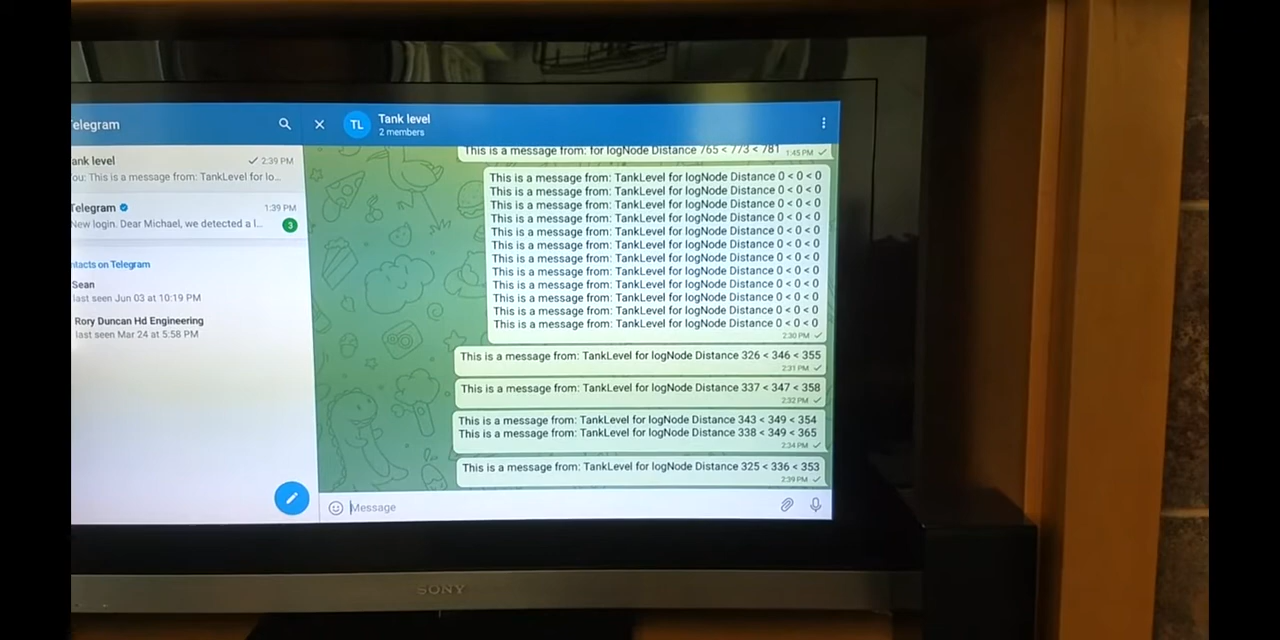 elegram
ank level
2:39 PM
ou: This is a message from: TankLevel for lo...
Telegram
1:39 PM
New login. Dear Michael, we detected a l...
3
ntacts on Telegram
Sean
last seen Jun 03 at 10:19 PM
Rory Duncan Hd Engineering
last seen Mar 24 at 5:58 PM
TL
Tank level
2 members
This is a message from: for logNode Distance 765 < 773 < 781
1:45 PM
This is a message from: TankLevel for logNode Distance 0 < 0 < 0
This is a message from: TankLevel for logNode Distance 0 < 0 < 0
This is a message from: TankLevel for logNode Distance 0 < 0 < 0
This is a message from: TankLevel for logNode Distance 0 < 0 < 0
This is a message from: TankLevel for logNode Distance 0 < 0 < 0
This is a message from: TankLevel for logNode Distance 0 < 0 < 0
This is a message from: TankLevel for logNode Distance 0 < 0 < 0
This is a message from: TankLevel for logNode Distance 0 < 0 < 0
This is a message from: TankLevel for logNode Distance 0 < 0 < 0
This is a message from: TankLevel for logNode Distance 0 < 0 < 0
This is a message from: TankLevel for logNode Distance 0 < 0 < 0
This is a message from: TankLevel for logNode Distance 0 < 0 < 0
2:30 PM
This is a message from: TankLevel for logNode Distance 326 < 346 < 355
2:31 PM
This is a message from: TankLevel for logNode Distance 337 < 347 < 358
2:32 PM
This is a message from: TankLevel for logNode Distance 343 < 349 < 354
This is a message from: TankLevel for logNode Distance 338 < 349 < 365
2:34 PM
This is a message from: TankLevel for logNode Distance 325 < 336 < 353
2:39 PM
Message
SONY